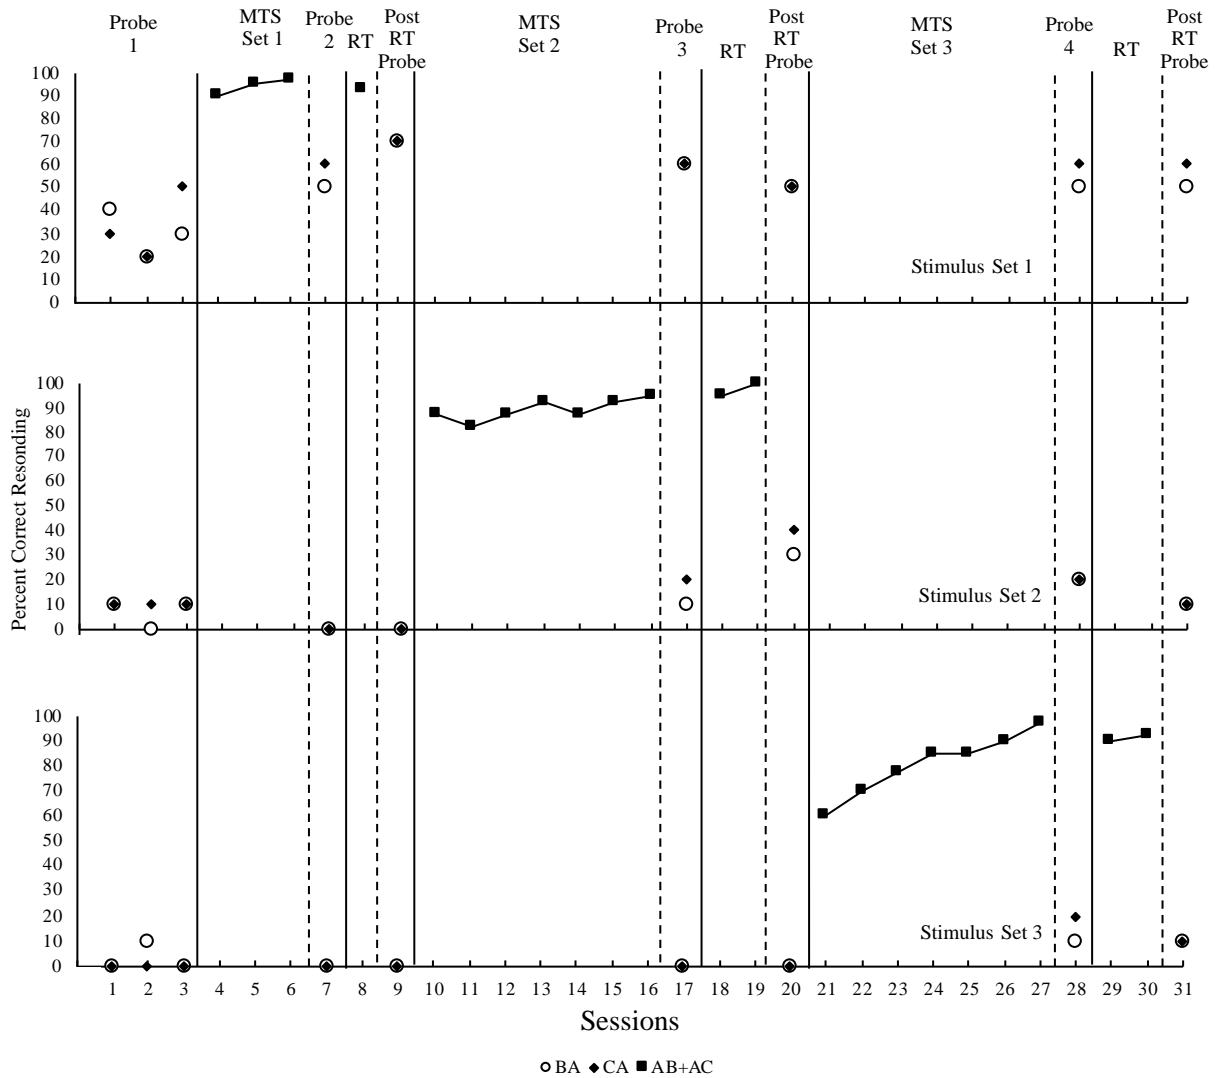 Probe 1
MTS Set 1
Probe 2
RT
Post RT Probe
MTS Set 2
Probe 3
RT
Post RT Probe
MTS Set 3
Probe 4
RT
Post RT Probe
100
90
80
70
60
50
40
30
20
10
0
Stimulus Set 1
Percent Correct Resonding
100
90
80
70
60
50
40
30
20
10
0
Stimulus Set 2
100
90
80
70
60
50
40
30
20
10
0
Stimulus Set 3
1 2 3 4 5 6 7 8 9 10 11 12 13 14 15 16 17 18 19 20 21 22 23 24 25 26 27 28 29 30 31
Sessions
BA CA AB+AC